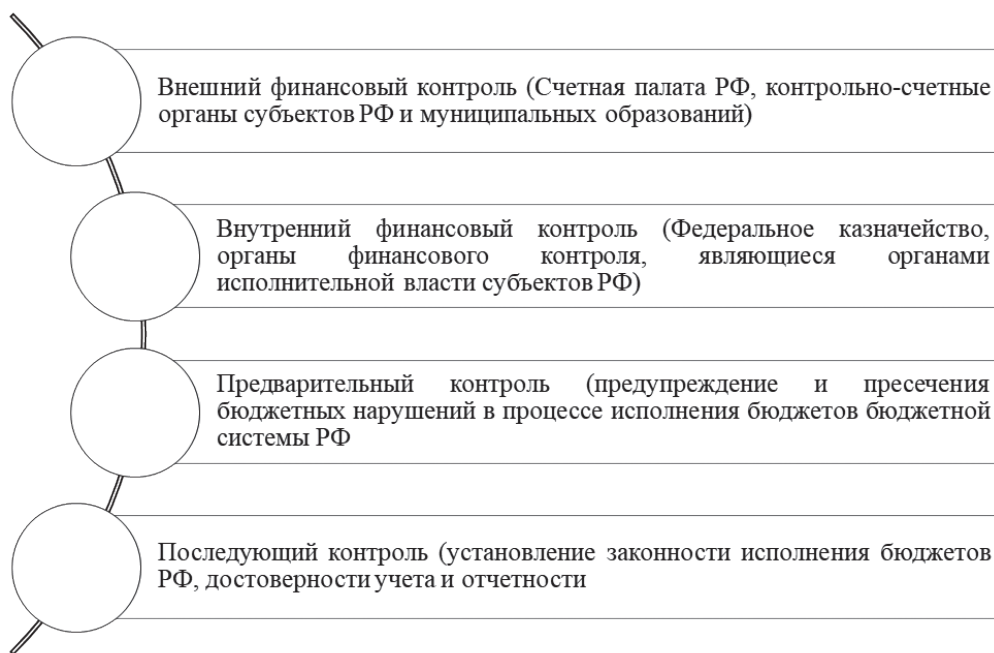 Внешний финансовый контроль (Счетная палата РФ, контрольно-счетные
органы субъектов РФ и муниципальных образований)
Внутренний финансовый контроль (Федеральное казначейство,
органы финансового контроля, являющиеся органами
исполнительной власти субъектов РФ)
Предварительный контроль (предупреждение и пресечения
бюджетных нарушений в процессе исполнения бюджетов бюджетной
системы РФ
Последующий контроль (установление законности исполнения бюджетов
РФ, достоверности учета и отчетности